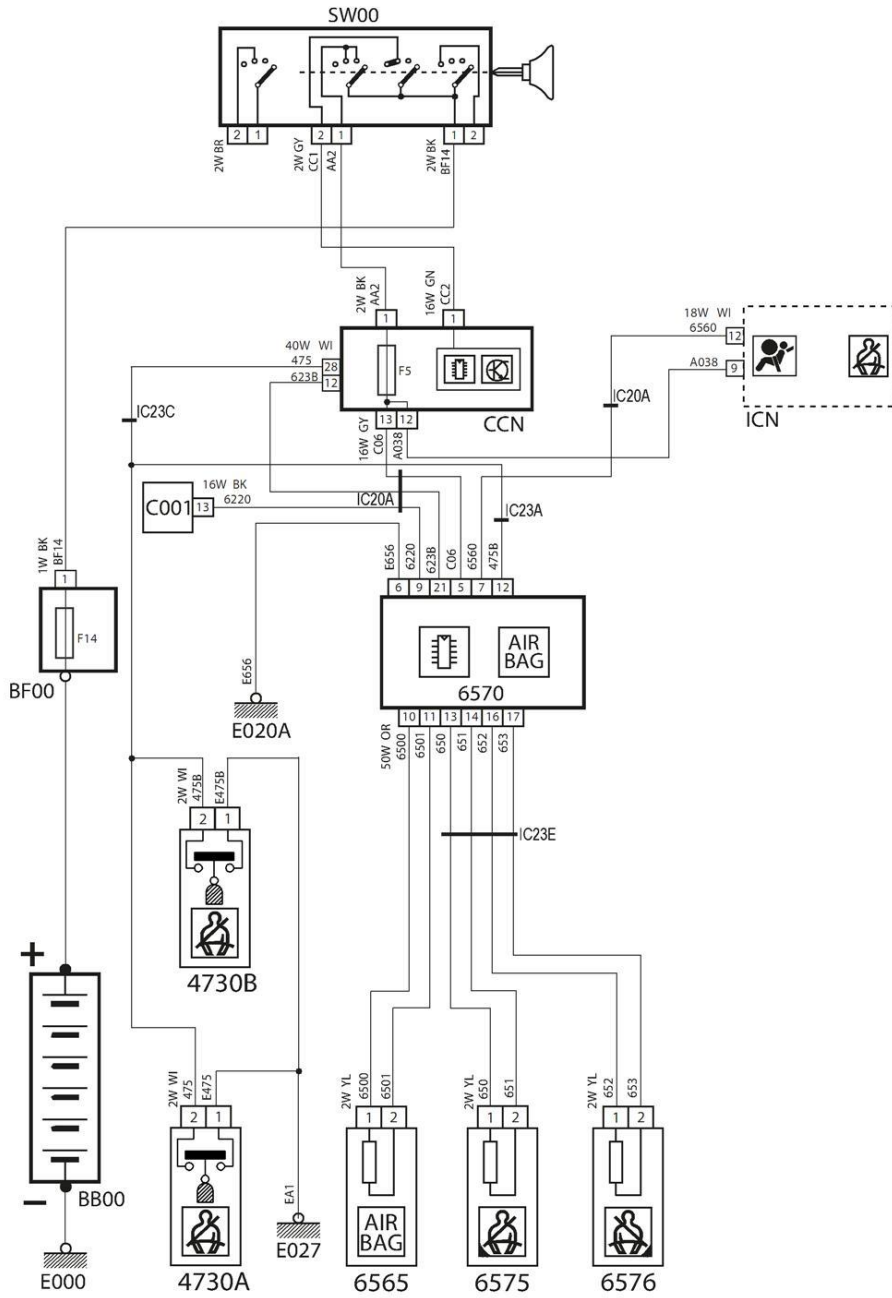 SW00
2 1
2 1
1 2
2W BR
2W GY
CC1
AA2
2W BK
BF14
2W BK
AA2
16W GN
CC2
1
1
40W WI
475
28
623B
12
F5
CCN
13 12
16W GY
C06
A038
18W WI
6560
12
A038
9
ICN
IC20A
IC23C
16W BK
C001
13
6220
IC20A
IC23A
1W BK
BF14
1
F14
BF00
E656
6220
623B
C06
6560
475B
6 9 21 5 7 12
AIR
BAG
6570
10 11 13 14 16 17
50W OR
6500
6501
650
651
652
653
E656
E020A
2W WI
475B
E475B
2 1
4730B
IC23E
+
−
BB00
E000
2W WI
475
E475
2 1
4730A
EA1
E027
2W YL
6500
6501
1 2
AIR
BAG
6565
2W YL
650
651
1 2
6575
2W YL
652
653
1 2
6576